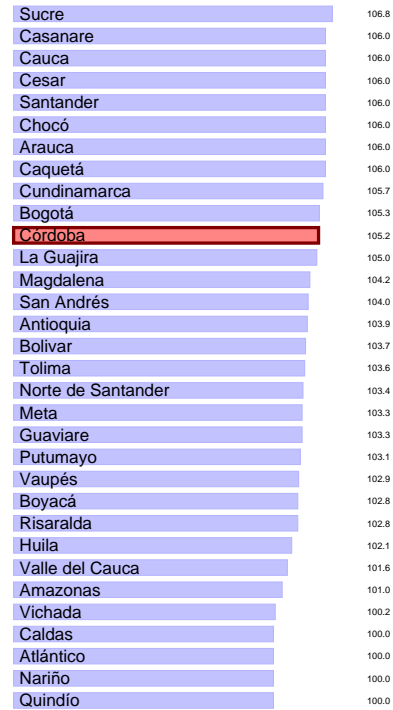 Sucre 106.8
Casanare 106.0
Cauca 106.0
Cesar 106.0
Santander 106.0
Chocó 106.0
Arauca 106.0
Caquetá 106.0
Cundinamarca 105.7
Bogotá 105.3
Córdoba 105.2
La Guajira 105.0
Magdalena 104.2
San Andrés 104.0
Antioquia 103.9
Bolivar 103.7
Tolima 103.6
Norte de Santander 103.4
Meta 103.3
Guaviare 103.3
Putumayo 103.1
Vaupés 102.9
Boyacá 102.8
Risaralda 102.8
Huila 102.1
Valle del Cauca 101.6
Amazonas 101.0
Vichada 100.2
Caldas 100.0
Atlántico 100.0
Nariño 100.0
Quindío 100.0